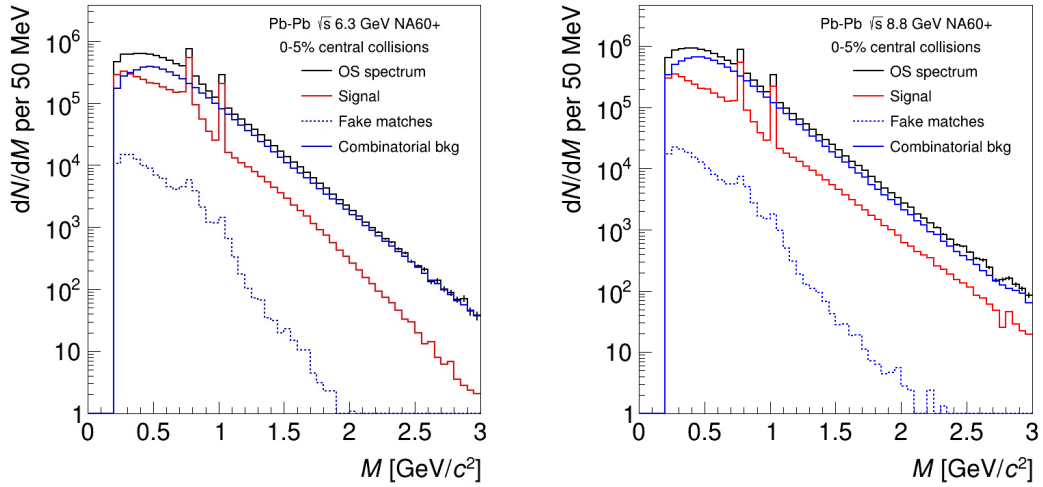 Pb-Pb √s 6.3 GeV NA60+
0-5% central collisions
OS spectrum
Signal
Fake matches
Combinatorial bkg
dN/dM per 50 MeV
10⁶
10⁵
10⁴
10³
10²
10
1
0 0.5 1 1.5 2 2.5 3
M [GeV/c²]
Pb-Pb √s 8.8 GeV NA60+
0-5% central collisions
OS spectrum
Signal
Fake matches
Combinatorial bkg
dN/dM per 50 MeV
10⁶
10⁵
10⁴
10³
10²
10
1
0 0.5 1 1.5 2 2.5 3
M [GeV/c²]